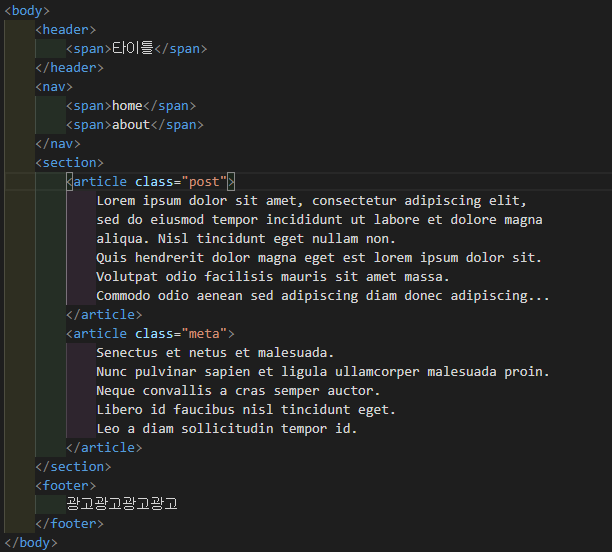 <body>
<header>
<span>타이틀</span>
</header>
<nav>
<span>home</span>
<span>about</span>
</nav>
<section>
<article class="post">
Lorem ipsum dolor sit amet, consectetur adipiscing elit,
sed do eiusmod tempor incididunt ut labore et dolore magna
aliqua. Nisl tincidunt eget nullam non.
Quis hendrerit dolor magna eget est lorem ipsum dolor sit.
Volutpat odio facilisis mauris sit amet massa.
Commodo odio aenean sed adipiscing diam donec adipiscing...
</article>
<article class="meta">
Senectus et netus et malesuada.
Nunc pulvinar sapien et ligula ullamcorper malesuada proin.
Neque convallis a cras semper auctor.
Libero id faucibus nisl tincidunt eget.
Leo a diam sollicitudin tempor id.
</article>
</section>
<footer>
광고광고광고광고
</footer>
</body>